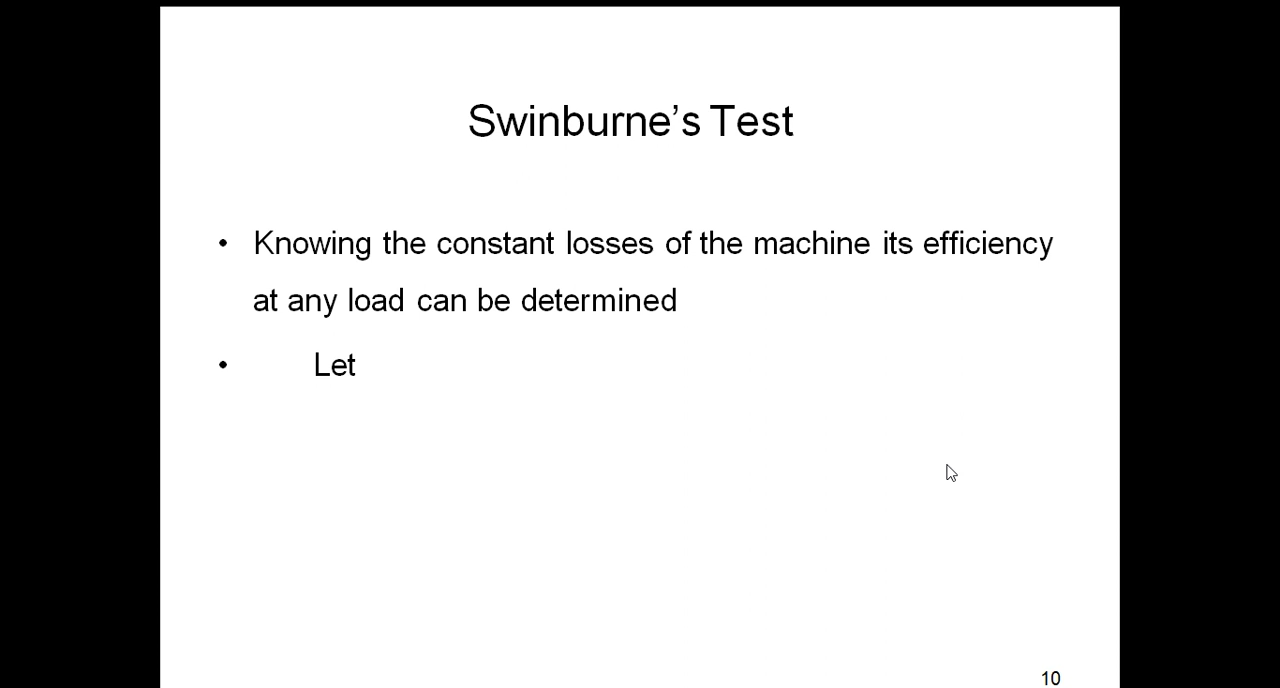 Swinburne’s Test
• Knowing the constant losses of the machine its efficiency
at any load can be determined
• Let
10